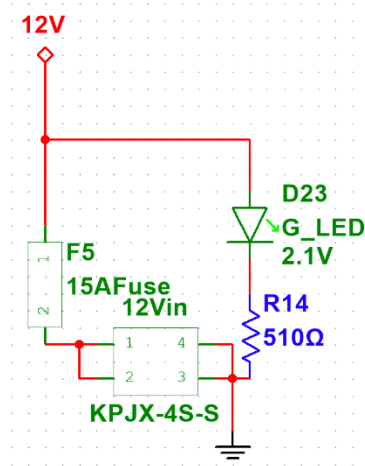 12V
D23
G_LED
2.1V
F5
1
2
15AFuse
12Vin
R14
510Ω
1
4
2
3
KPJX-4S-S